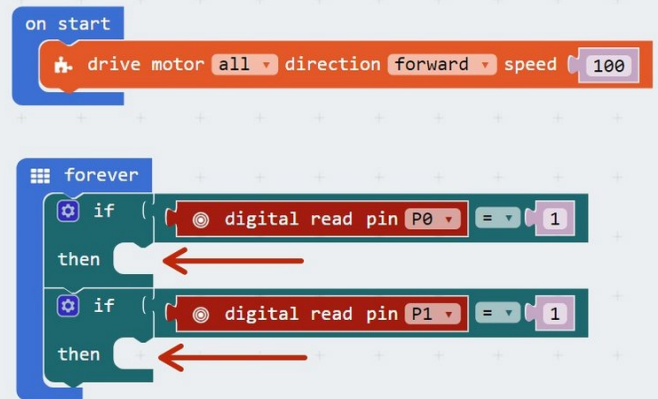 on start
drive motor all direction forward speed 100
forever
if digital read pin P0 = 1
then
if digital read pin P1 = 1
then